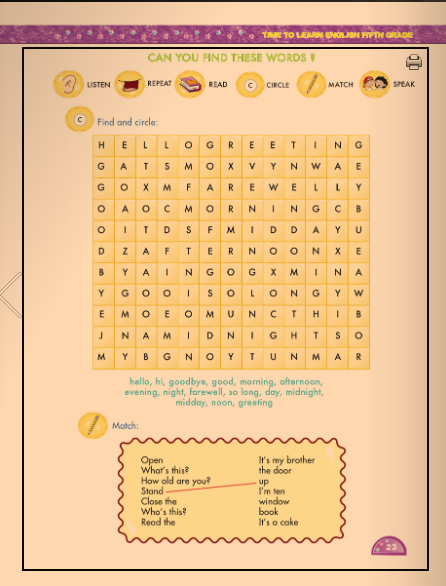 TIME TO LEARN ENGLISH FIFTH GRADE
CAN YOU FIND THESE WORDS ?
LISTEN REPEAT READ C CIRCLE MATCH SPEAK
C Find and circle:
H E L L O G R E E T I N G
G A T S M O X V Y N W A E
G O X M F A R E W E L L Y
O A O C M O R N I N G C B
O I T D S F M I D D A Y U
D Z A F T E R N O O N X E
B Y A I N G O G X M I N A
Y G O O I S O L O N G Y W
E M O E O M U N C T H I B
J N A M I D N I G H T S O
M Y B G N O Y T U N M A R
hello, hi, goodbye, good, morning, afternoon,
evening, night, farewell, so long, day, midnight,
midday, noon, greeting
Match:
Open It's my brother
What's this? the door
How old are you? up
Stand I'm ten
Close the window
Who's this? book
Read the It's a cake
23